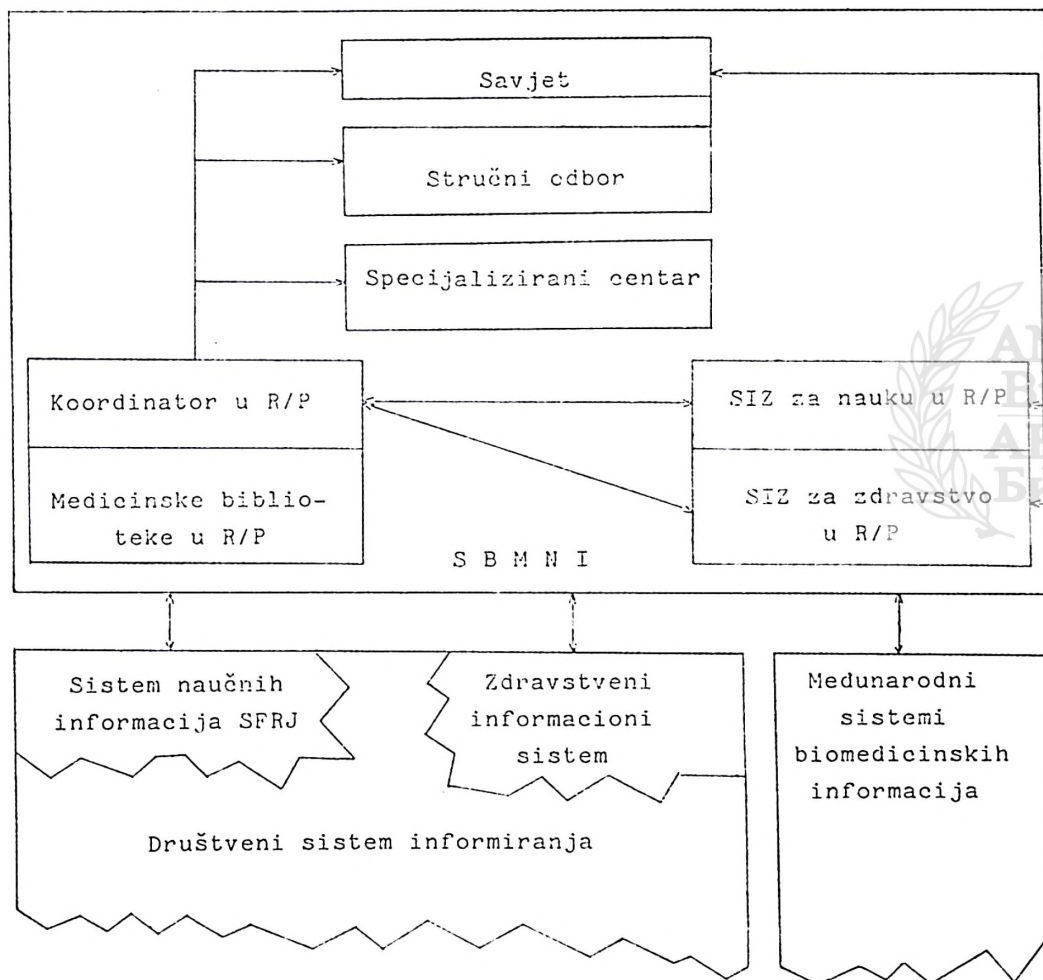 Savjet
Stručni odbor
Specijalizirani centar
Koordinator u R/P
SIZ za nauku u R/P
Medicinske biblio-
teke u R/P
SIZ za zdravstvo
u R/P
S B M N I
Sistem naučnih
informacija SFRJ
Zdravstveni
informacioni
sistem
Međunarodni
sistemi
biomedicinskih
informacija
Društveni sistem informiranja